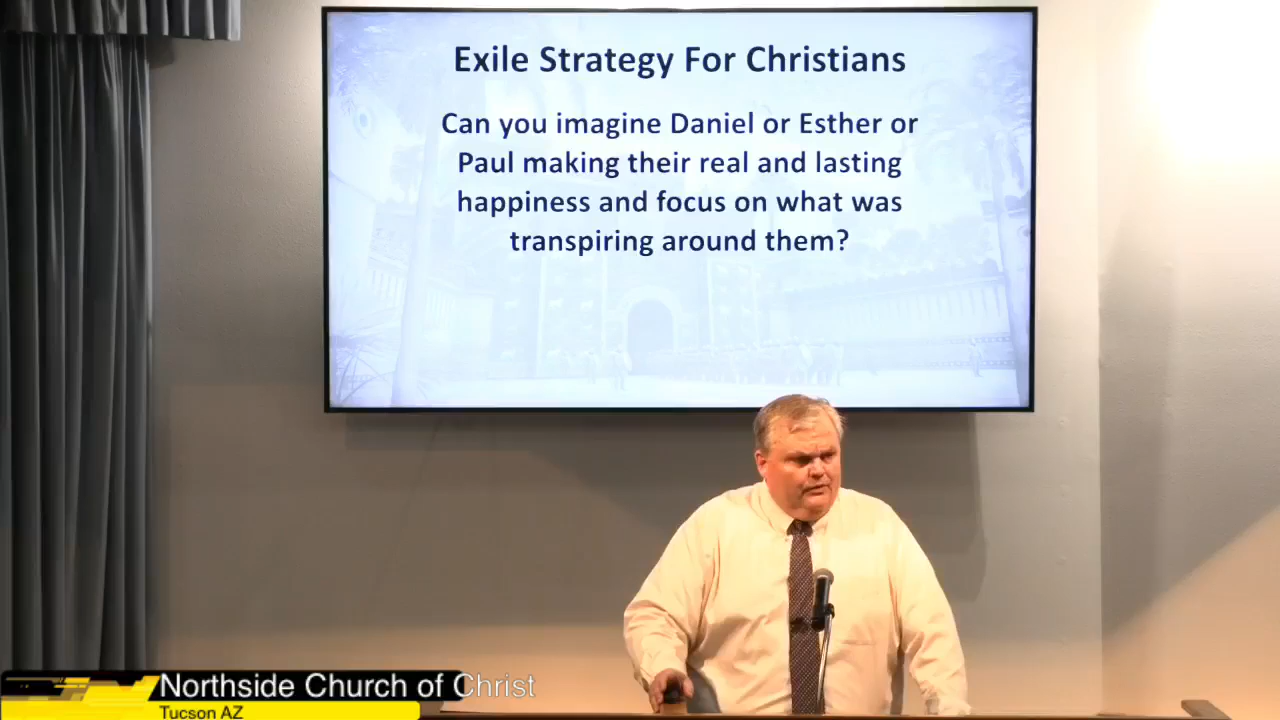 Exile Strategy For Christians
Can you imagine Daniel or Esther or
Paul making their real and lasting
happiness and focus on what was
transpiring around them?
Northside Church of Christ
Tucson AZ